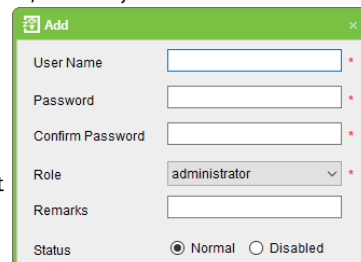 Add ×
User Name *
Password *
Confirm Password *
Role administrator *
Remarks
Status Normal Disabled